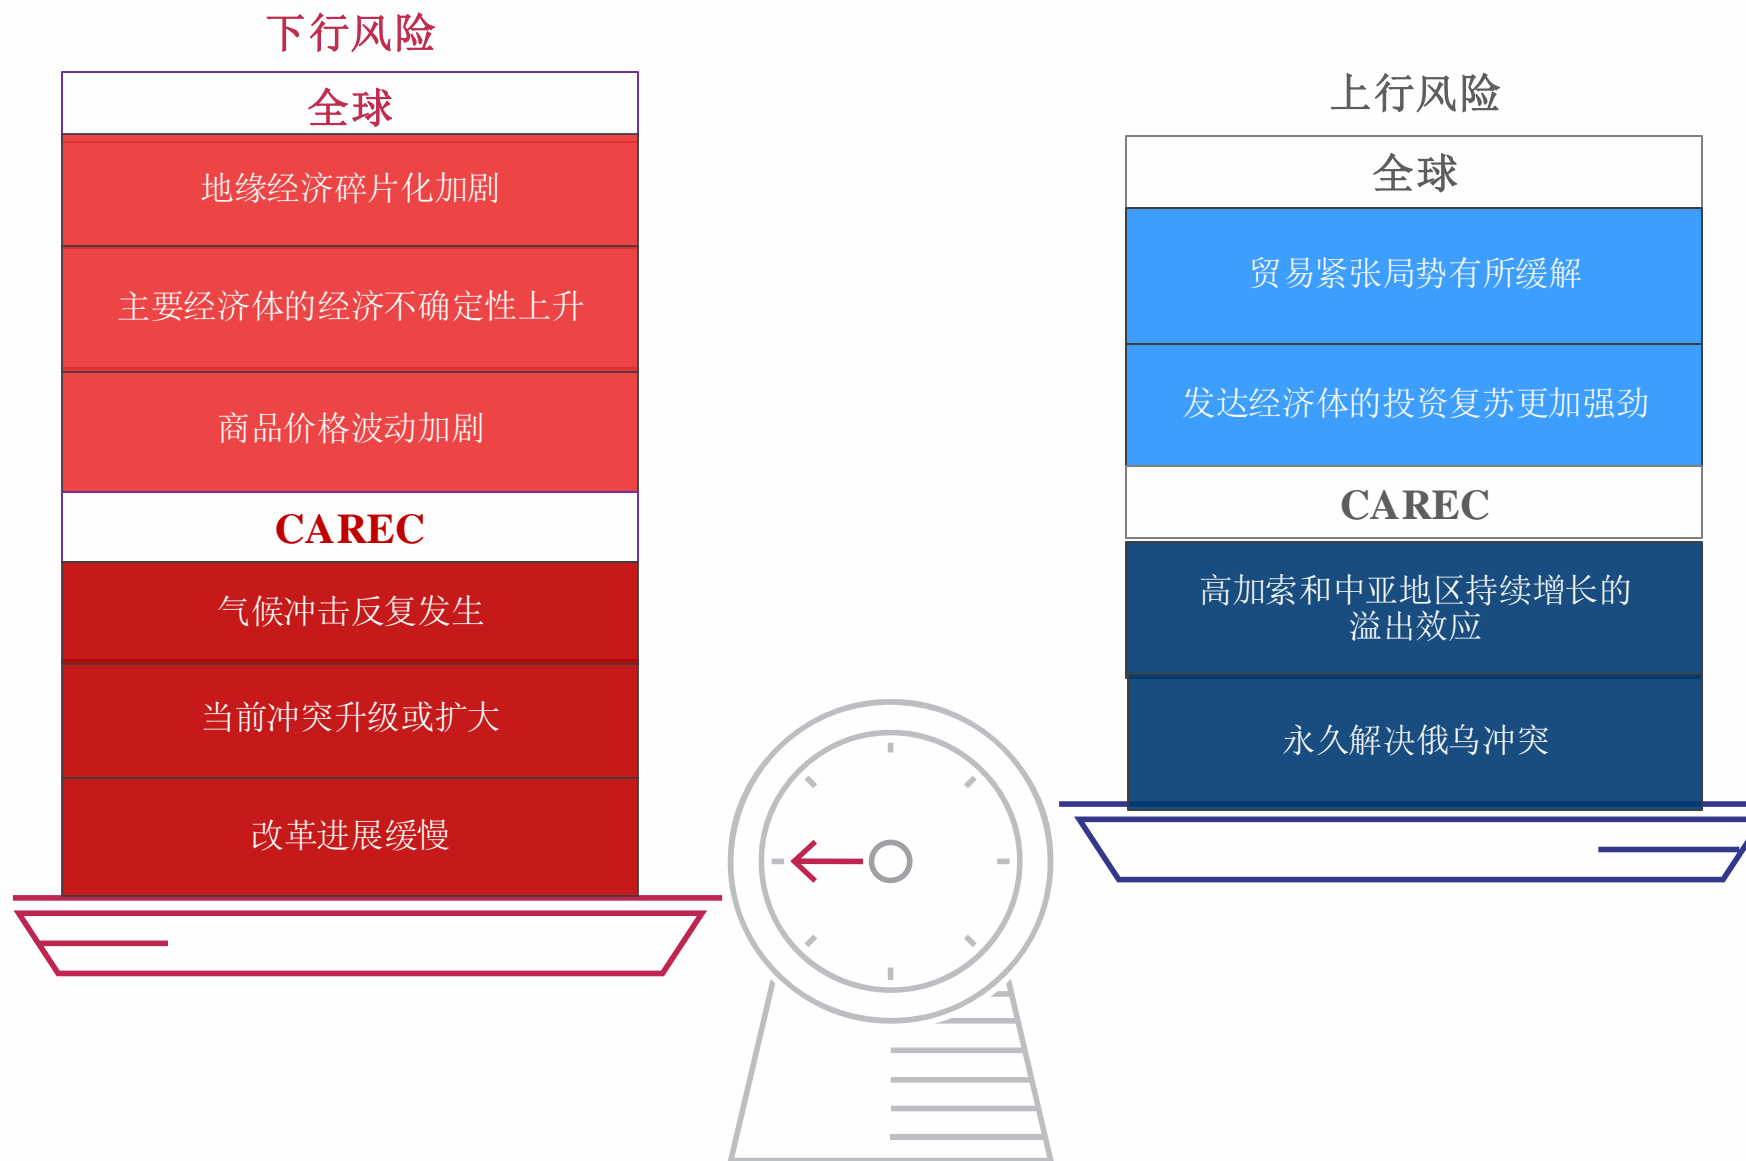 下行风险
全球
地缘经济碎片化加剧
主要经济体的经济不确定性上升
商品价格波动加剧
CAREC
气候冲击反复发生
当前冲突升级或扩大
改革进展缓慢
上行风险
全球
贸易紧张局势有所缓解
发达经济体的投资复苏更加强劲
CAREC
高加索和中亚地区持续增长的
溢出效应
永久解决俄乌冲突